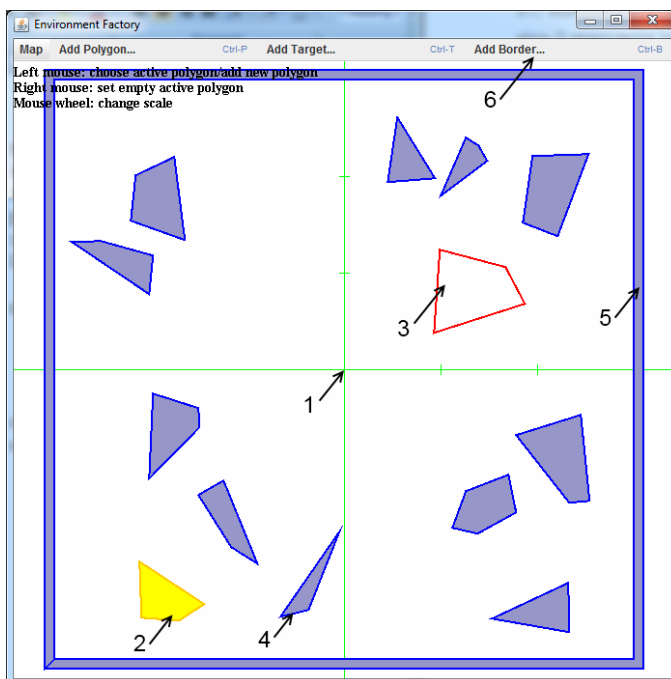 Environment Factory
Map Add Polygon... Ctrl-P Add Target... Ctrl-T Add Border... Ctrl-B
Left mouse: choose active polygon/add new polygon
Right mouse: set empty active polygon
Mouse wheel: change scale
6
3
5
1
2
4